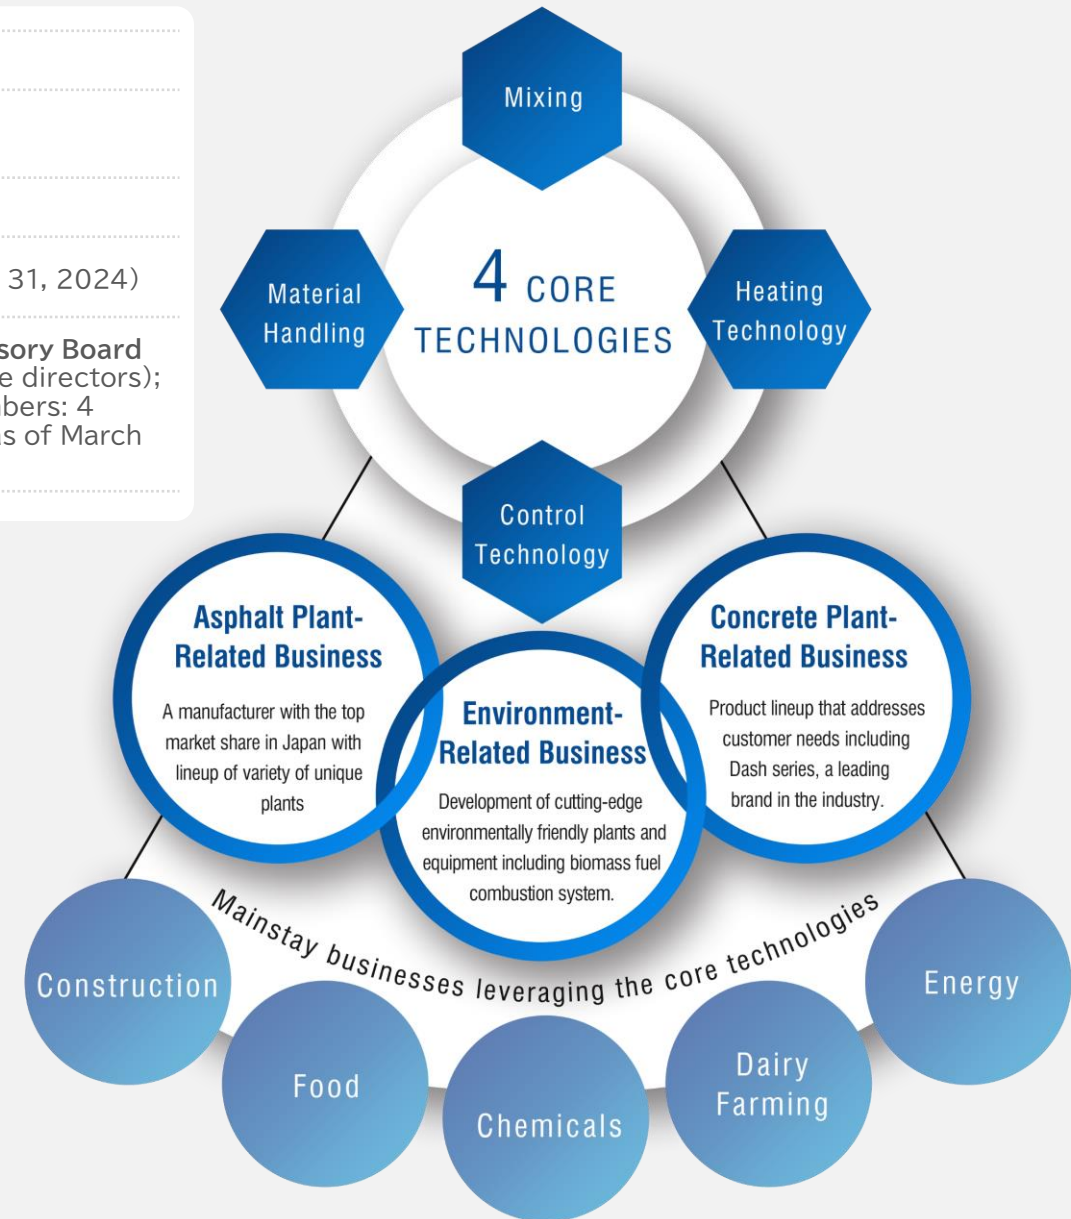 31, 2024)
sory Board
e directors);
bers: 4
as of March
Mixing
Material
Handling
4 CORE
TECHNOLOGIES
Heating
Technology
Control
Technology
Asphalt Plant-
Related Business
A manufacturer with the top
market share in Japan with
lineup of variety of unique
plants
Environment-
Related Business
Development of cutting-edge
environmentally friendly plants and
equipment including biomass fuel
combustion system.
Concrete Plant-
Related Business
Product lineup that addresses
customer needs including
Dash series, a leading
brand in the industry.
Mainstay businesses leveraging the core technologies
Construction
Food
Chemicals
Dairy
Farming
Energy